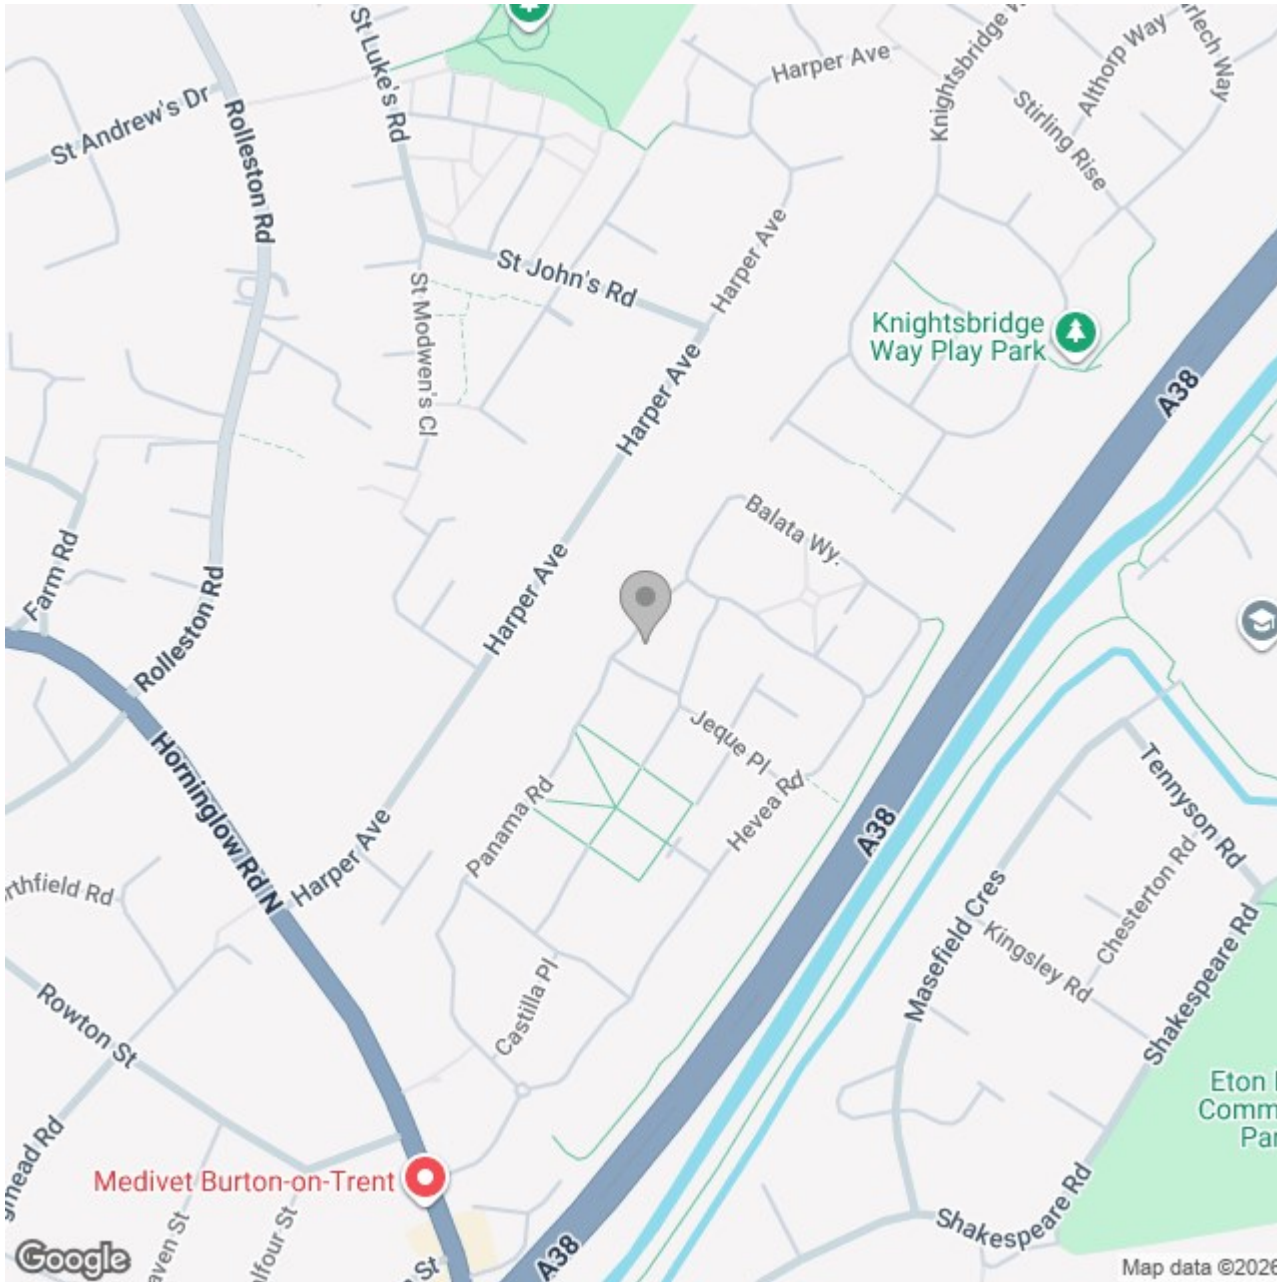 St Luke's Rd
Harper Ave
Knightsbridge W
Althorp Way
Stirling Rise
St Andrew's Dr
Rolleston Rd
Harper Ave
St John's Rd
St Modwen's Cl
Knightsbridge
Way Play Park
Harper Ave
A38
Balata Wy.
Farm Rd
Harper Ave
Rolleston Rd
Jeque Pl
Horninglow Rd N
Panama Rd
Hevea Rd
A38
Tennyson Rd
Harper Ave
Chesterton Rd
Masefield Cres
Kingsley Rd
Shakespeare Rd
Rowton St
Castilla Pl
Eton
Medivet Burton-on-Trent
Shakespeare Rd
A38
Google
Map data ©2026